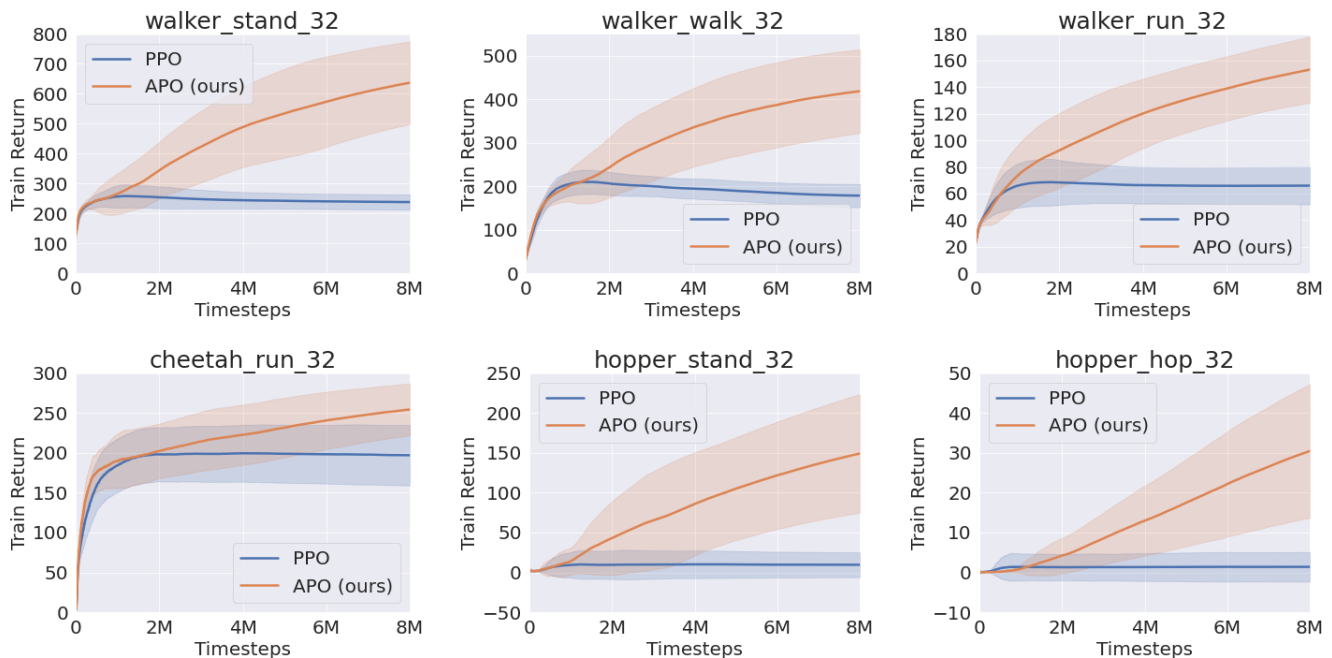 walker_stand_32
Train Return
800
700
600
500
400
300
200
100
0
PPO
APO (ours)
0
2M
4M
6M
8M
Timesteps
walker_walk_32
Train Return
500
400
300
200
100
0
PPO
APO (ours)
0
2M
4M
6M
8M
Timesteps
walker_run_32
Train Return
180
160
140
120
100
80
60
40
20
0
PPO
APO (ours)
0
2M
4M
6M
8M
Timesteps
cheetah_run_32
Train Return
300
250
200
150
100
50
0
PPO
APO (ours)
0
2M
4M
6M
8M
Timesteps
hopper_stand_32
Train Return
250
200
150
100
50
0
−50
PPO
APO (ours)
0
2M
4M
6M
8M
Timesteps
hopper_hop_32
Train Return
50
40
30
20
10
0
−10
PPO
APO (ours)
0
2M
4M
6M
8M
Timesteps